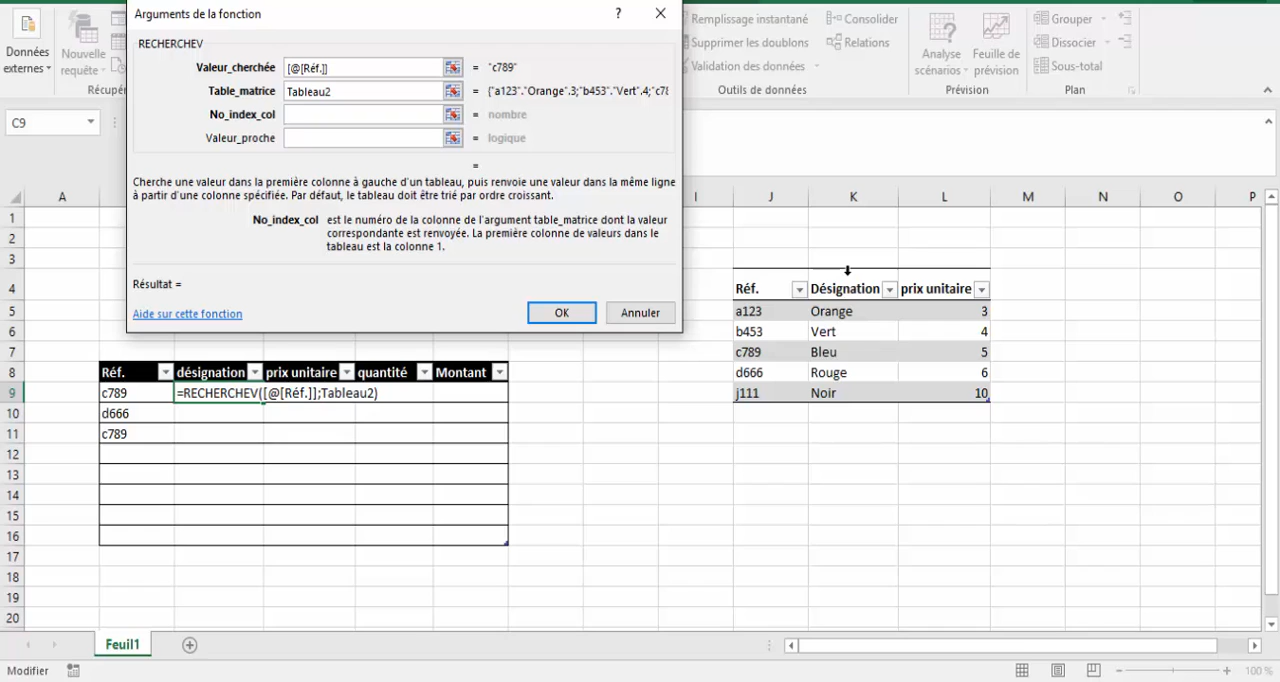 Arguments de la fonction ? ×
RECHERCHEV
Valeur_cherchée [@[Réf.]] = "c789"
Table_matrice Tableau2 = {"a123"."Orange".3;"b453"."Vert".4;"c78
No_index_col = nombre
Valeur_proche = logique
=
Cherche une valeur dans la première colonne à gauche d'un tableau, puis renvoie une valeur dans la même ligne
à partir d'une colonne spécifiée. Par défaut, le tableau doit être trié par ordre croissant.
No_index_col est le numéro de la colonne de l'argument table_matrice dont la valeur
correspondante est renvoyée. La première colonne de valeurs dans le
tableau est la colonne 1.
Résultat =
Aide sur cette fonction OK Annuler
Données
externes
Nouvelle
requête
Récupér
Remplissage instantané
Supprimer les doublons
Validation des données
Consolider
Relations
Outils de données
Analyse
scénarios
Feuille de
prévision
Prévision
Grouper
Dissocier
Sous-total
Plan
C9
A I J K L M N O P
1
2
3
4 Réf. Désignation prix unitaire
5 a123 Orange 3
6 b453 Vert 4
7 c789 Bleu 5
8 Réf. désignation prix unitaire quantité Montant d666 Rouge 6
9 c789 =RECHERCHEV([@[Réf.]];Tableau2) j111 Noir 10
10 d666
11 c789
12
13
14
15
16
17
18
19
20
Feuil1
Modifier 100 %